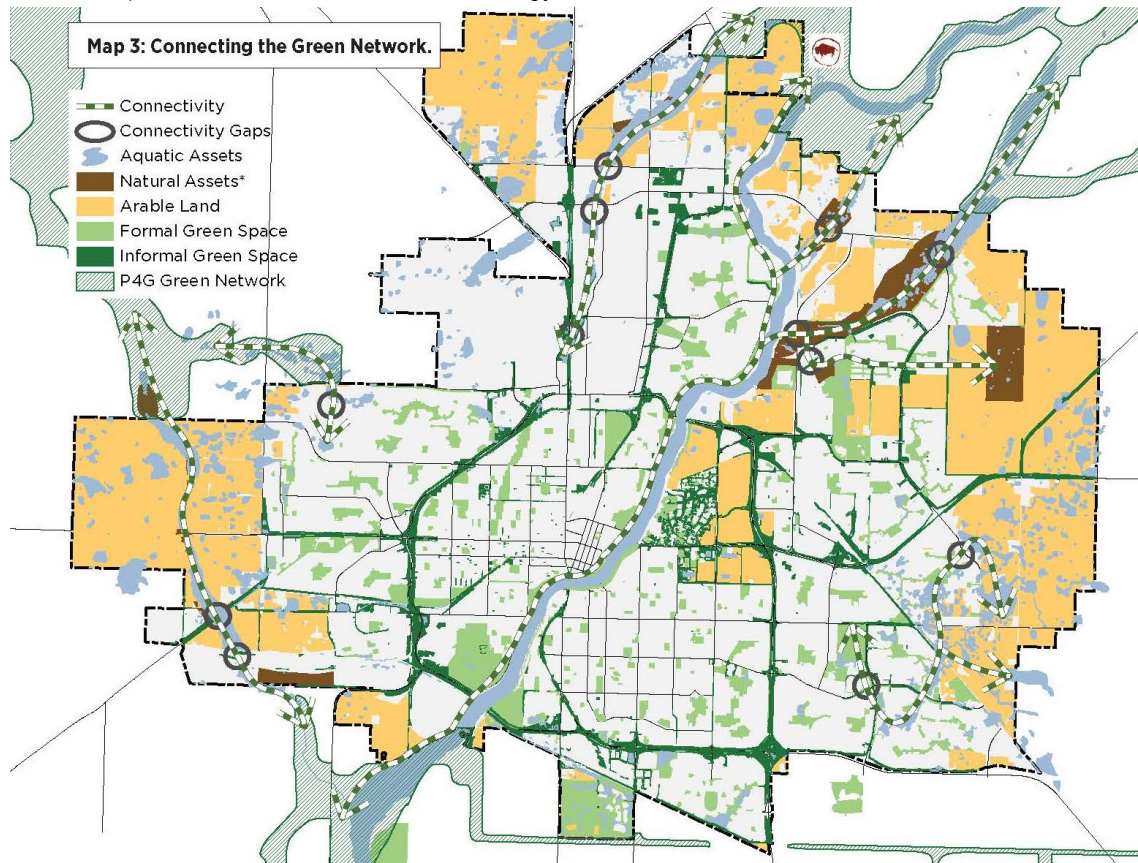 Map 3: Connecting the Green Network.
Connectivity
Connectivity Gaps
Aquatic Assets
Natural Assets*
Arable Land
Formal Green Space
Informal Green Space
P4G Green Network